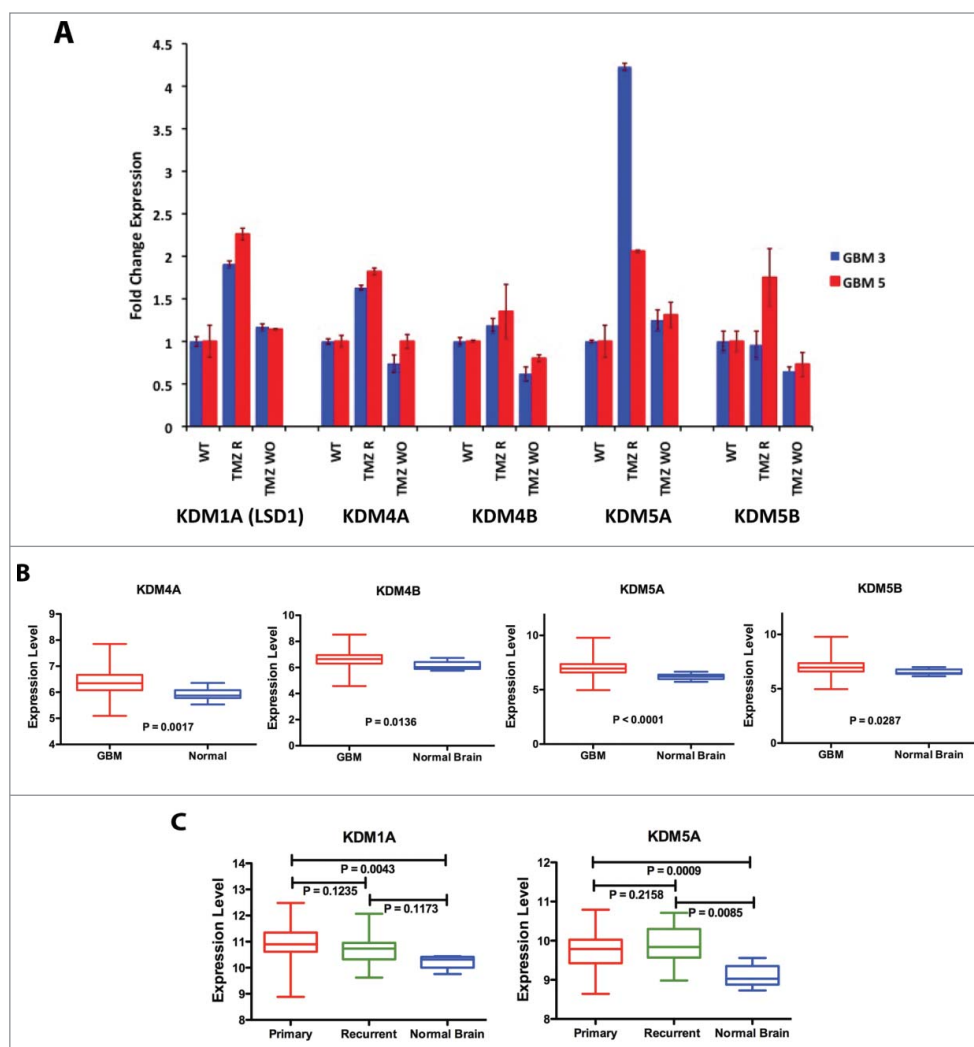 A
4.5
4
3.5
3
2.5
2
1.5
1
0.5
0
Fold Change Expression
GBM 3
GBM 5
WT TMZ R TMZ WO WT TMZ R TMZ WO WT TMZ R TMZ WO WT TMZ R TMZ WO WT TMZ R TMZ WO
KDM1A (LSD1) KDM4A KDM4B KDM5A KDM5B
B
KDM4A
Expression Level
9
8
7
6
5
4
P = 0.0017
GBM Normal
KDM4B
Expression Level
10
8
6
4
2
0
P = 0.0136
GBM Normal Brain
KDM5A
Expression Level
10
5
0
P < 0.0001
GBM Normal Brain
KDM5B
Expression Level
10
5
0
P = 0.0287
GBM Normal Brain
C
KDM1A
Expression Level
14
13
12
11
10
9
8
P = 0.0043
P = 0.1235
P = 0.1173
Primary Recurrent Normal Brain
KDM5A
Expression Level
12
11
10
9
8
P = 0.0009
P = 0.2158
P = 0.0085
Primary Recurrent Normal Brain